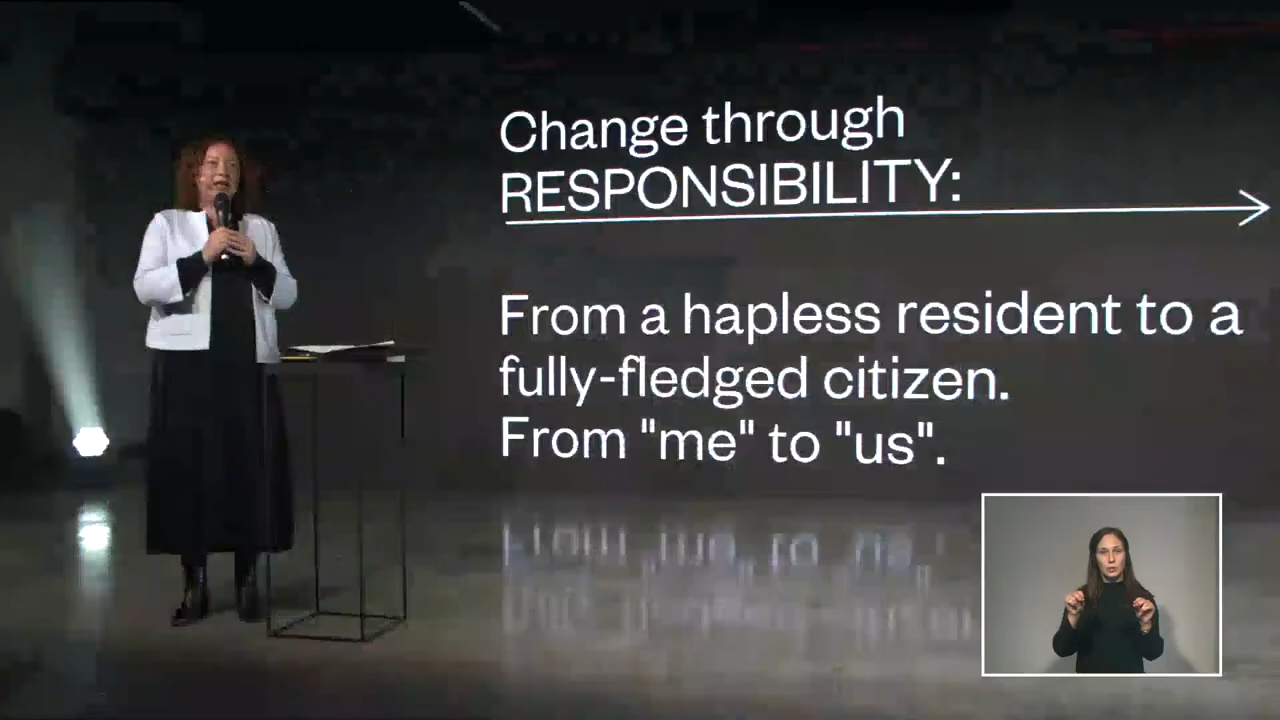 Change through
RESPONSIBILITY:
From a hapless resident to a
fully-fledged citizen.
From "me" to "us".